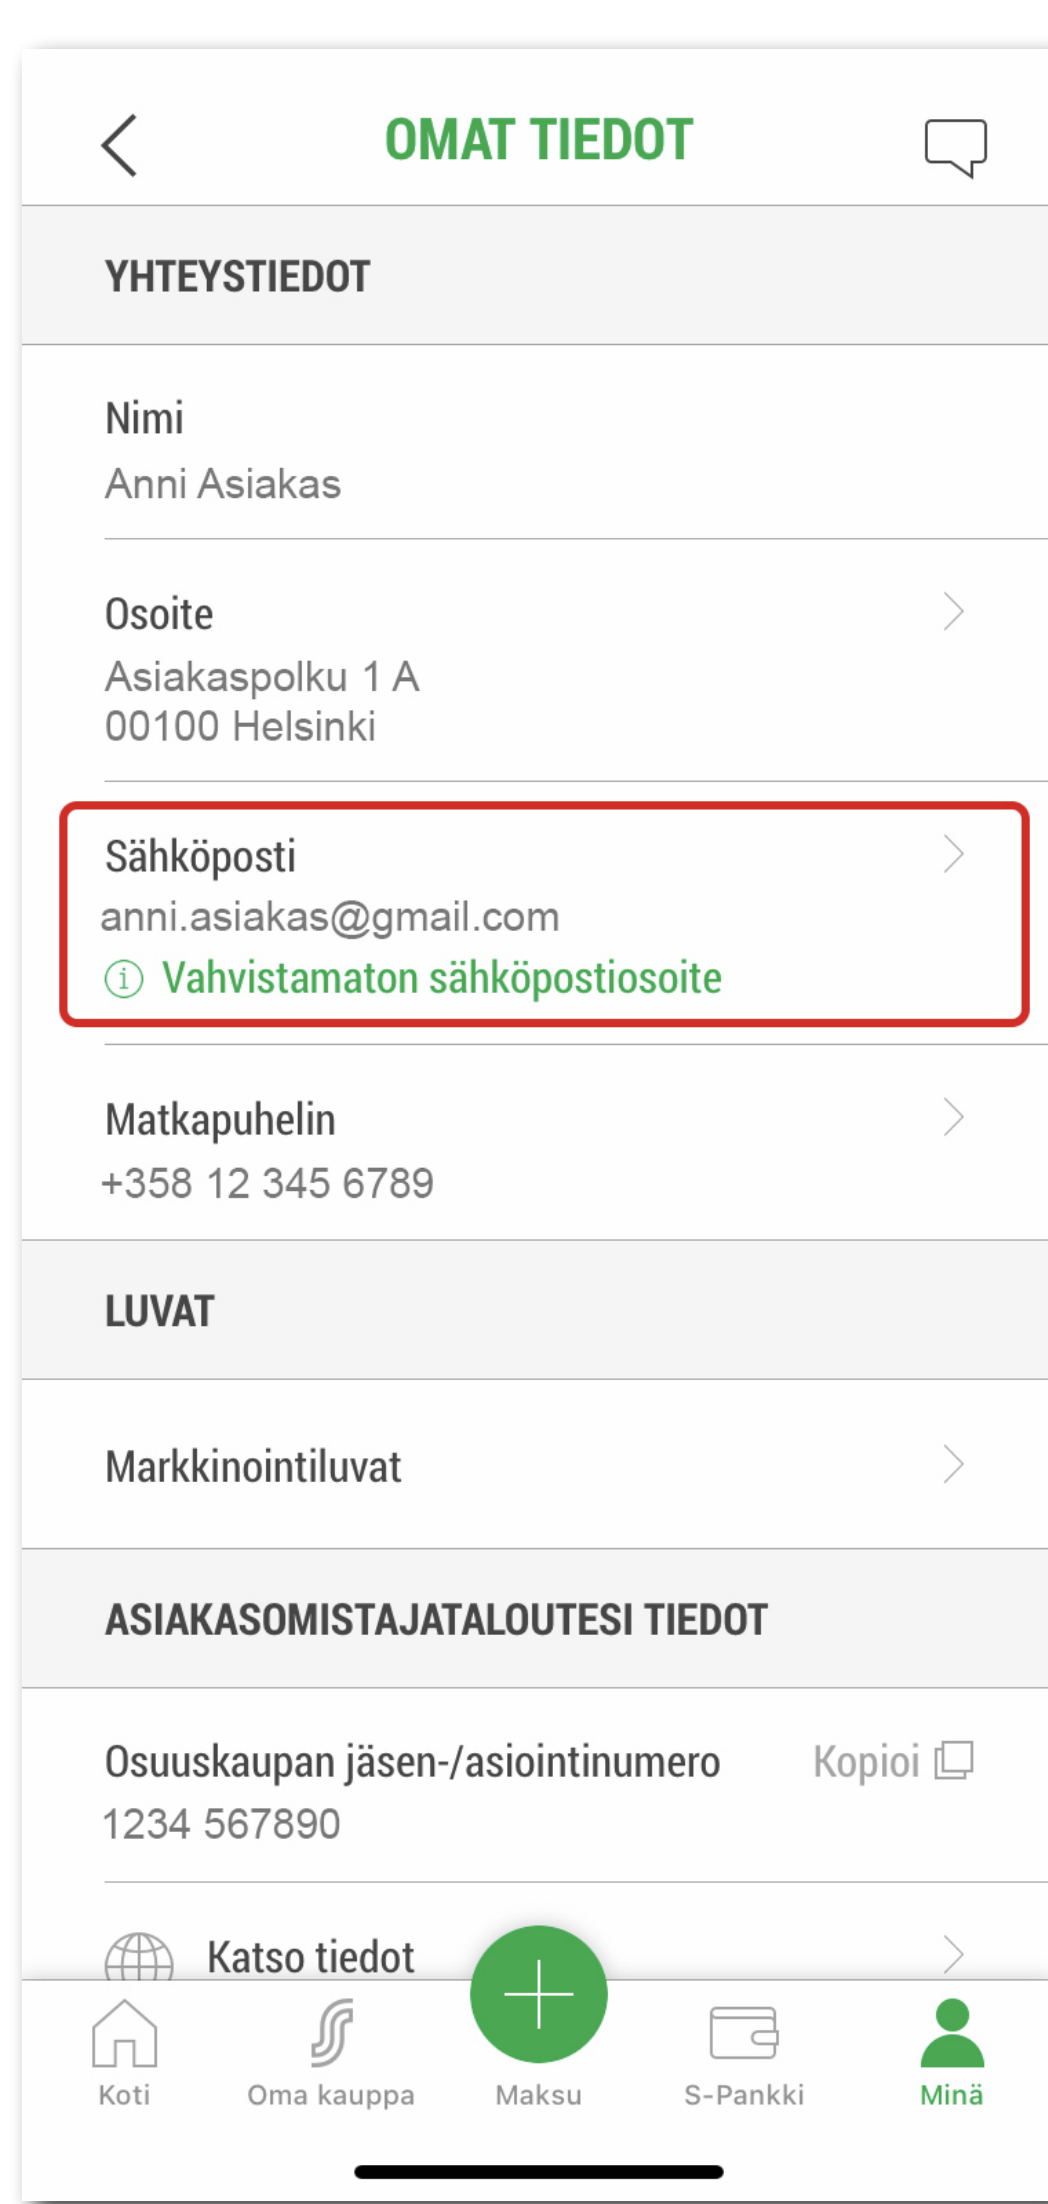 OMAT TIEDOT
YHTEYSTIEDOT
Nimi
Anni Asiakas
Osoite
Asiakaspolku 1 A
00100 Helsinki
Sähköposti
anni.asiakas@gmail.com
Vahvistamaton sähköpostiosoite
Matkapuhelin
+358 12 345 6789
LUVAT
Markkinointiluvat
ASIAKASOMISTAJATALOUTESI TIEDOT
Osuuskaupan jäsen-/asiointinumero Kopioi
1234 567890
Katso tiedot
Koti Oma kauppa Maksu S-Pankki Minä